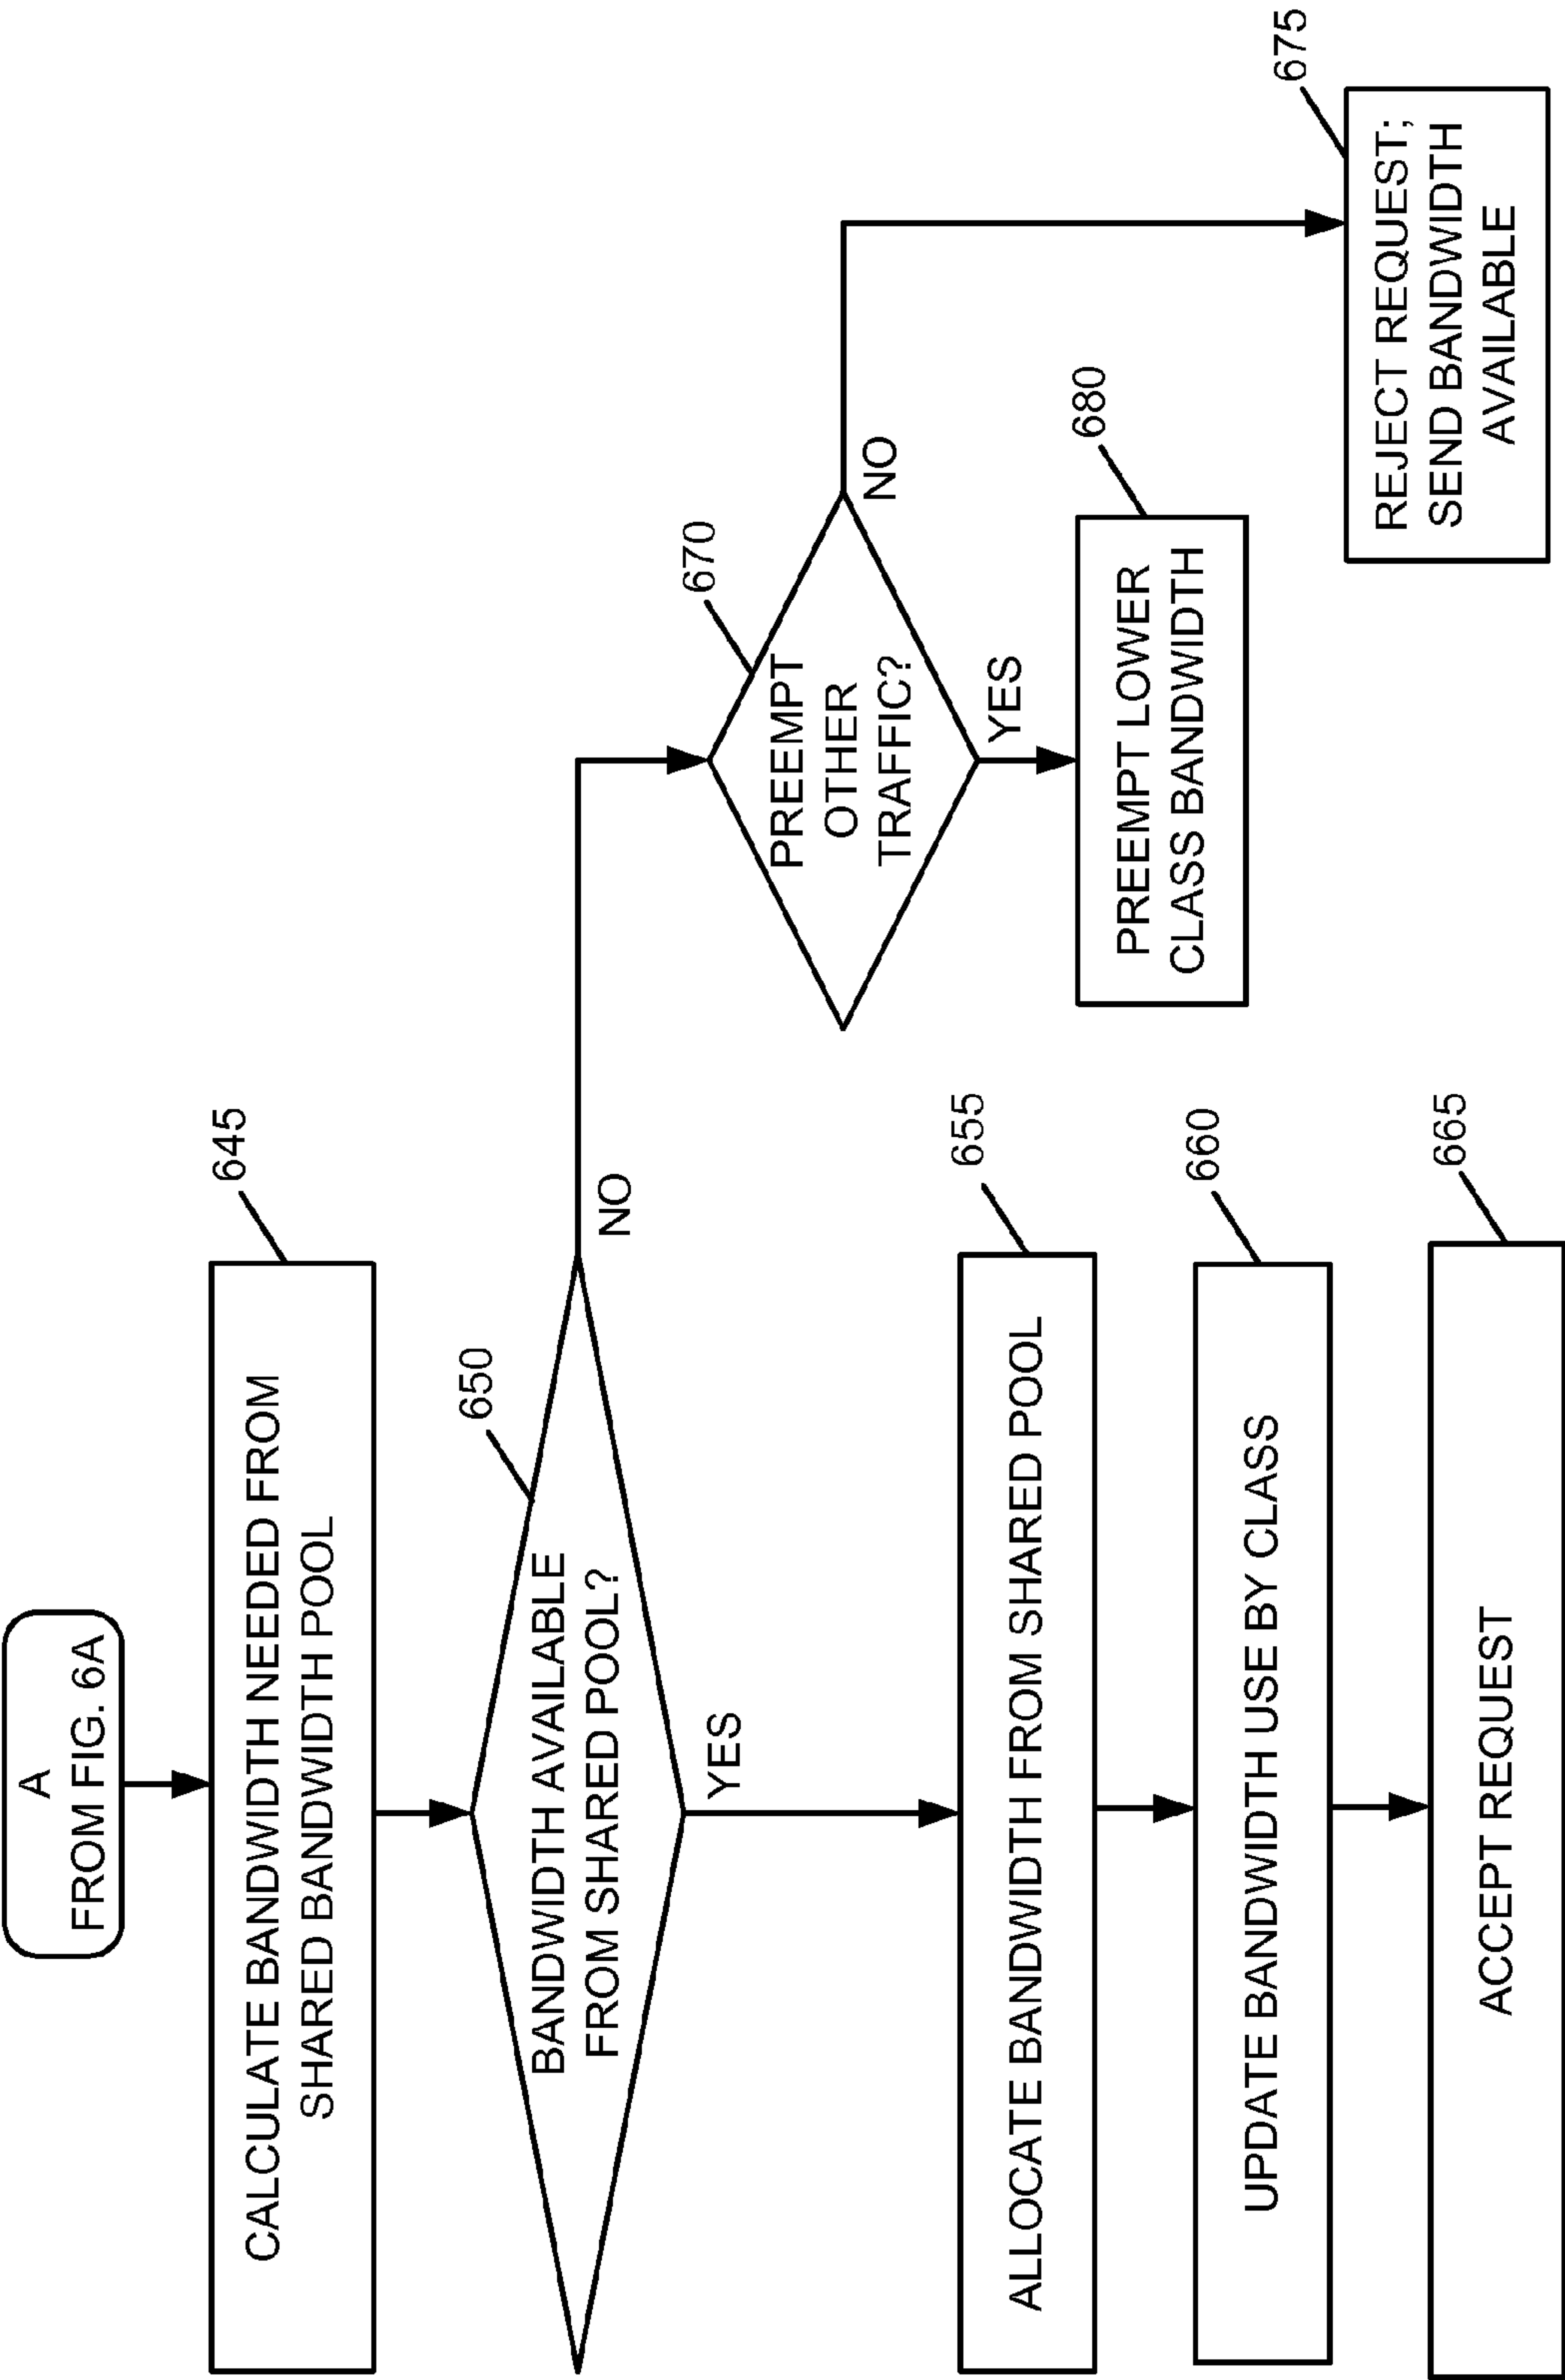 A
FROM FIG. 6A
CALCULATE BANDWIDTH NEEDED FROM
SHARED BANDWIDTH POOL
645
BANDWIDTH AVAILABLE
FROM SHARED POOL?
650
NO
YES
ALLOCATE BANDWIDTH FROM SHARED POOL
655
UPDATE BANDWIDTH USE BY CLASS
660
ACCEPT REQUEST
665
PREEMPT
OTHER
TRAFFIC?
670
NO
YES
PREEMPT LOWER
CLASS BANDWIDTH
680
REJECT REQUEST;
SEND BANDWIDTH
AVAILABLE
675